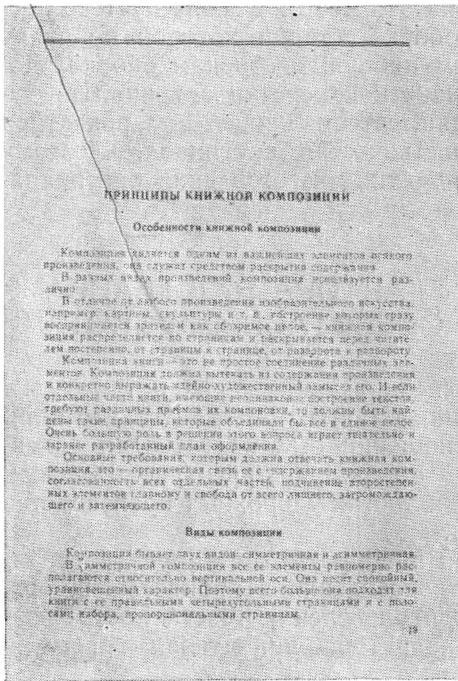 ПРИНЦИПЫ КНИЖНОЙ КОМПОЗИЦИИ
Особенности книжной композиции
Композиция является одним из важнейших элементов всякого
произведения, она служит средством раскрытия содержания.
В разных видах произведений композиция используется раз-
лично.
В отличие от любого произведения изобразительного искусства,
например, картины, скульптуры и т. п., построение которых сразу
воспринимается зрителем как обозримое целое, — книжная компо-
зиция распределяется по страницам и раскрывается перед читате-
лем постепенно, от страницы к странице, от разворота к развороту.
Композиция книги — это не простое соединение различных эле-
ментов. Композиция должна вытекать из содержания произведения
и конкретно выражать идейно-художественный замысел его. И если
отдельные части книги, имеющие неодинаковое построение текстов,
требуют различных приемов их компоновки, то должны быть най-
дены такие принципы, которые объединяли бы все в единое целое.
Очень большую роль в решении этого вопроса играет тщательно и
заранее разработанный план оформления.
Основные требования, которым должна отвечать книжная ком-
позиция, это — органическая связь ее с содержанием произведения,
согласованность всех отдельных частей, подчинение второстепен-
ных элементов главному и свобода от всего лишнего, загромождаю-
щего и затемняющего.
Виды композиции
Композиция бывает двух видов: симметричная и асимметричная.
В симметричной композиции все ее элементы равномерно рас-
полагаются относительно вертикальной оси. Она носит спокойный,
уравновешенный характер. Поэтому всего больше она подходит для
книги с ее правильными четырехугольными страницами и с поло-
сами набора, пропорциональными страницам.
19